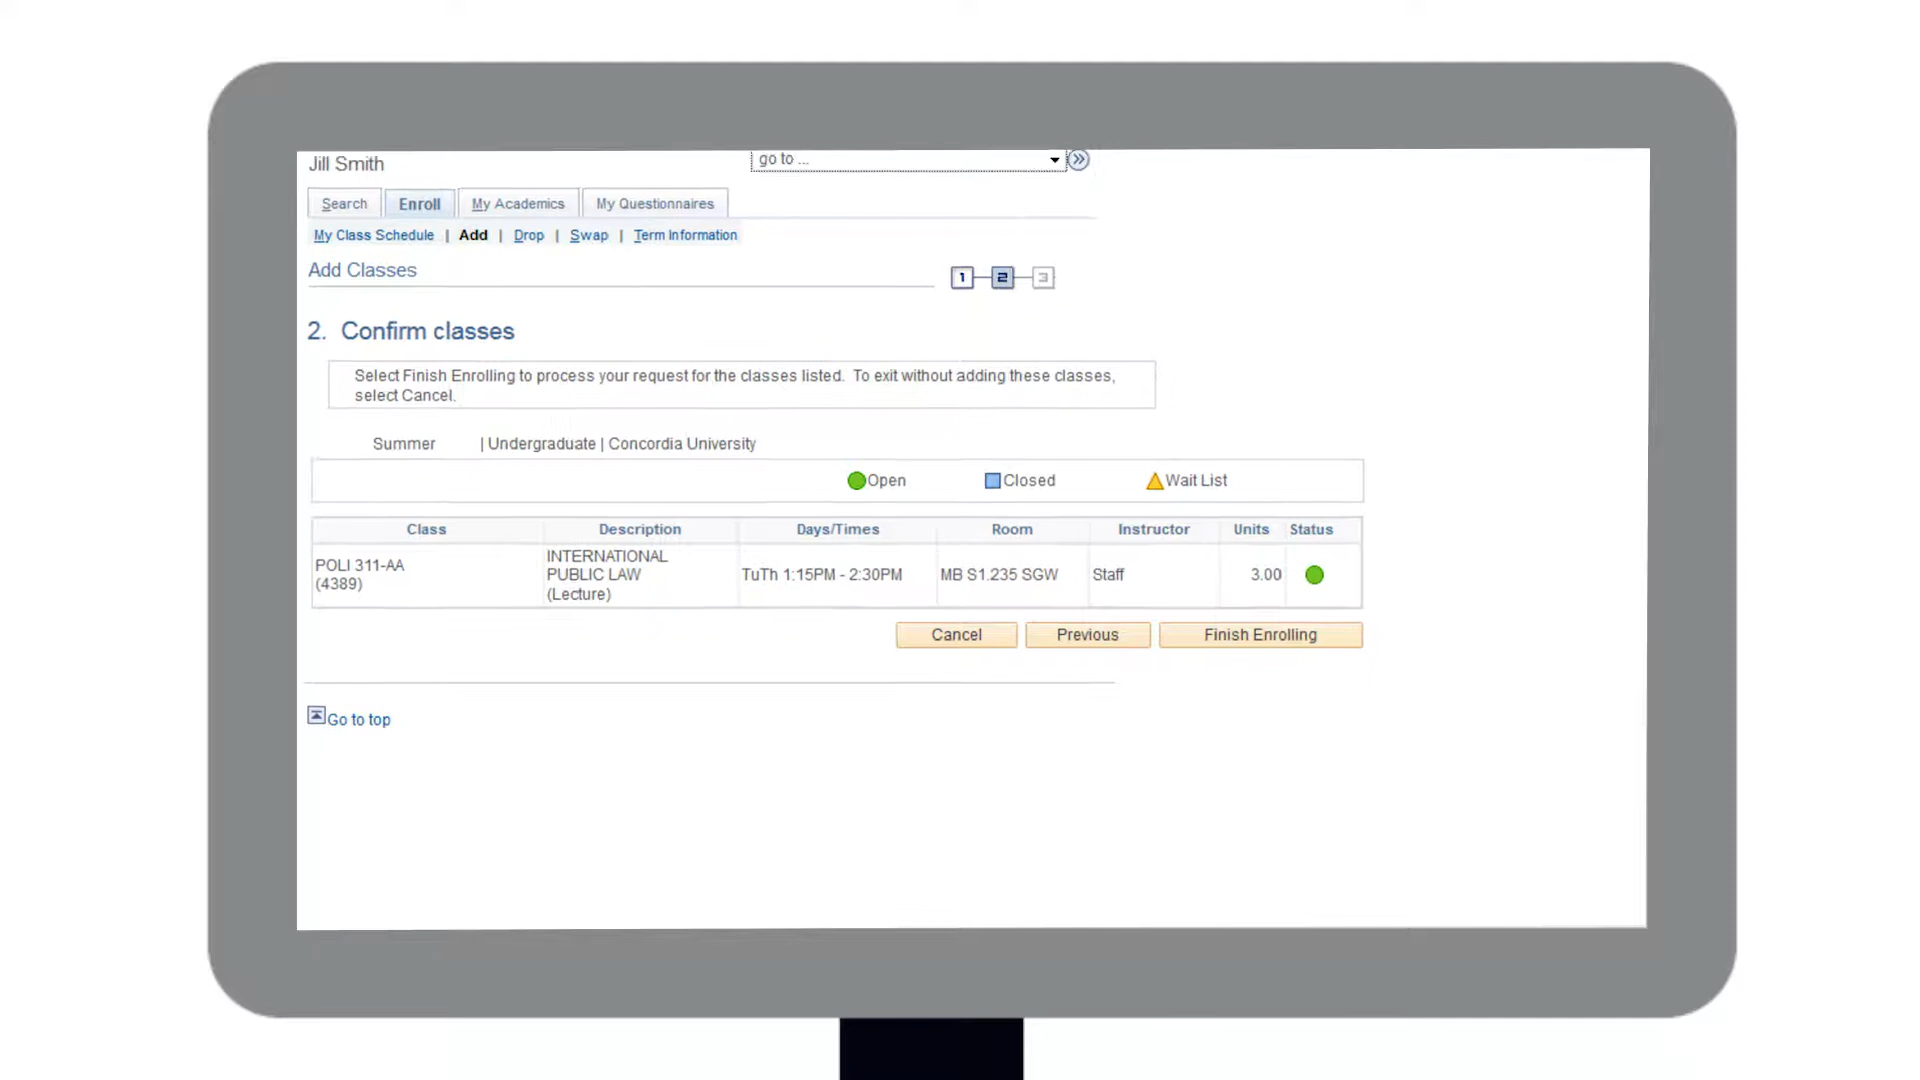 Jill Smith
go to ...
Search Enroll My Academics My Questionnaires
My Class Schedule | Add | Drop | Swap | Term Information
Add Classes
1 2 3
2. Confirm classes
Select Finish Enrolling to process your request for the classes listed. To exit without adding these classes,
select Cancel.
Summer | Undergraduate | Concordia University
Open Closed Wait List
Class Description Days/Times Room Instructor Units Status
POLI 311-AA
(4389)
INTERNATIONAL
PUBLIC LAW
(Lecture)
TuTh 1:15PM - 2:30PM
MB S1.235 SGW
Staff
3.00
Cancel Previous Finish Enrolling
Go to top